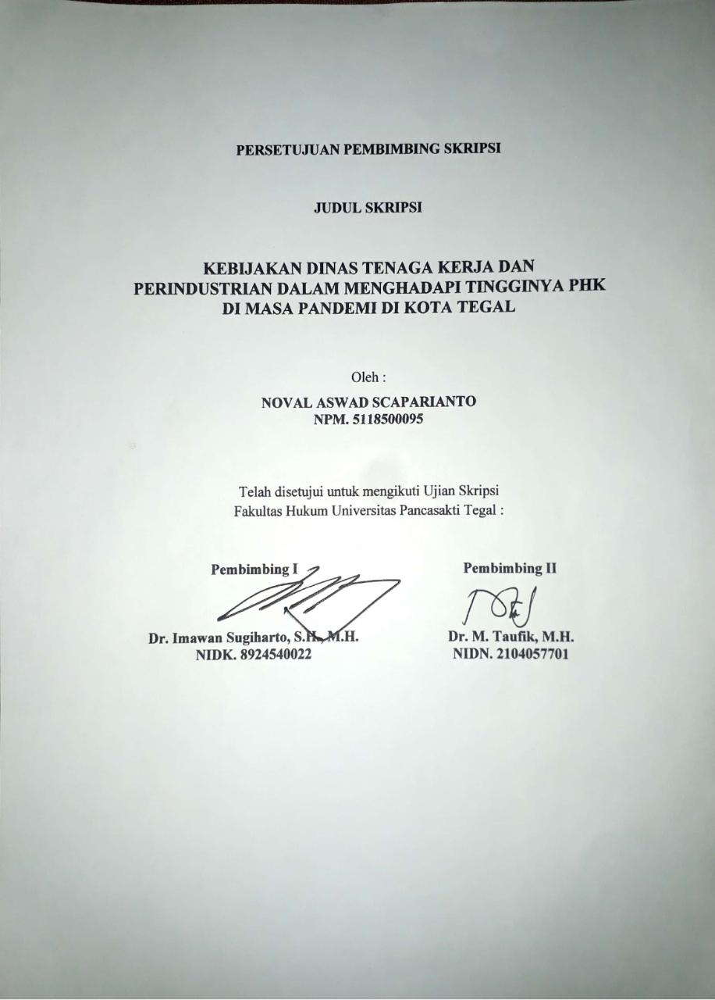 PERSETUJUAN PEMBIMBING SKRIPSI
JUDUL SKRIPSI
KEBIJAKAN DINAS TENAGA KERJA DAN
PERINDUSTRIAN DALAM MENGHADAPI TINGGINYA PHK
DI MASA PANDEMI DI KOTA TEGAL
Oleh :
NOVAL ASWAD SCAPARIANTO
NPM. 5118500095
Telah disetujui untuk mengikuti Ujian Skripsi
Fakultas Hukum Universitas Pancasakti Tegal :
Pembimbing I
Dr. Imawan Sugiharto, S.H., M.H.
NIDK. 8924540022
Pembimbing II
Dr. M. Taufik, M.H.
NIDN. 2104057701